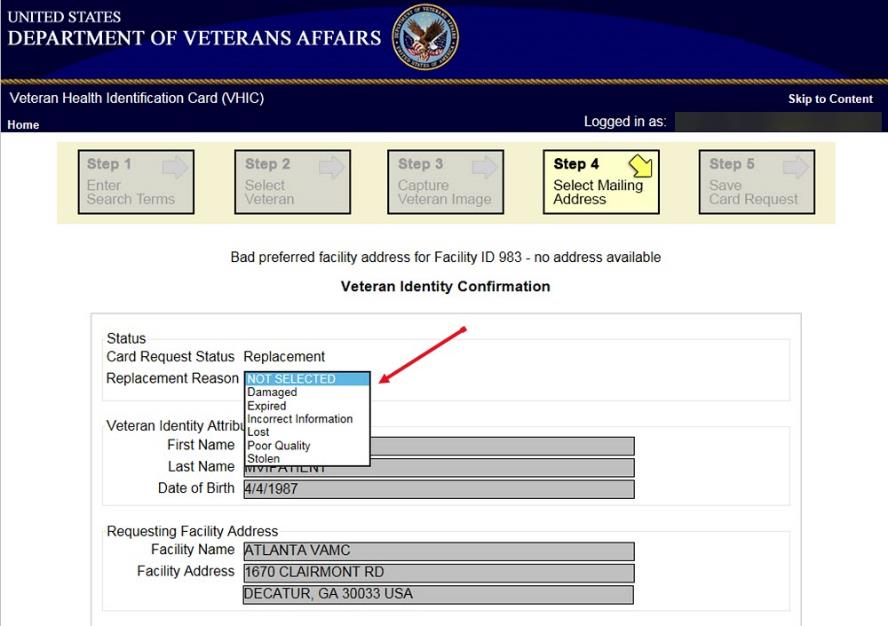 UNITED STATES
DEPARTMENT OF VETERANS AFFAIRS
Veteran Health Identification Card (VHIC)
Skip to Content
Home
Logged in as:
Step 1
Enter
Search Terms
Step 2
Select
Veteran
Step 3
Capture
Veteran Image
Step 4
Select Mailing
Address
Step 5
Save
Card Request
Bad preferred facility address for Facility ID 983 - no address available
Veteran Identity Confirmation
Status
Card Request Status Replacement
Replacement Reason NOT SELECTED
Damaged
Expired
Incorrect Information
Lost
Poor Quality
Stolen
Veteran Identity
First Name
Last Name MVIPATIENT
Date of Birth 4/4/1987
Requesting Facility Address
Facility Name ATLANTA VAMC
Facility Address 1670 CLAIRMONT RD
DECATUR, GA 30033 USA